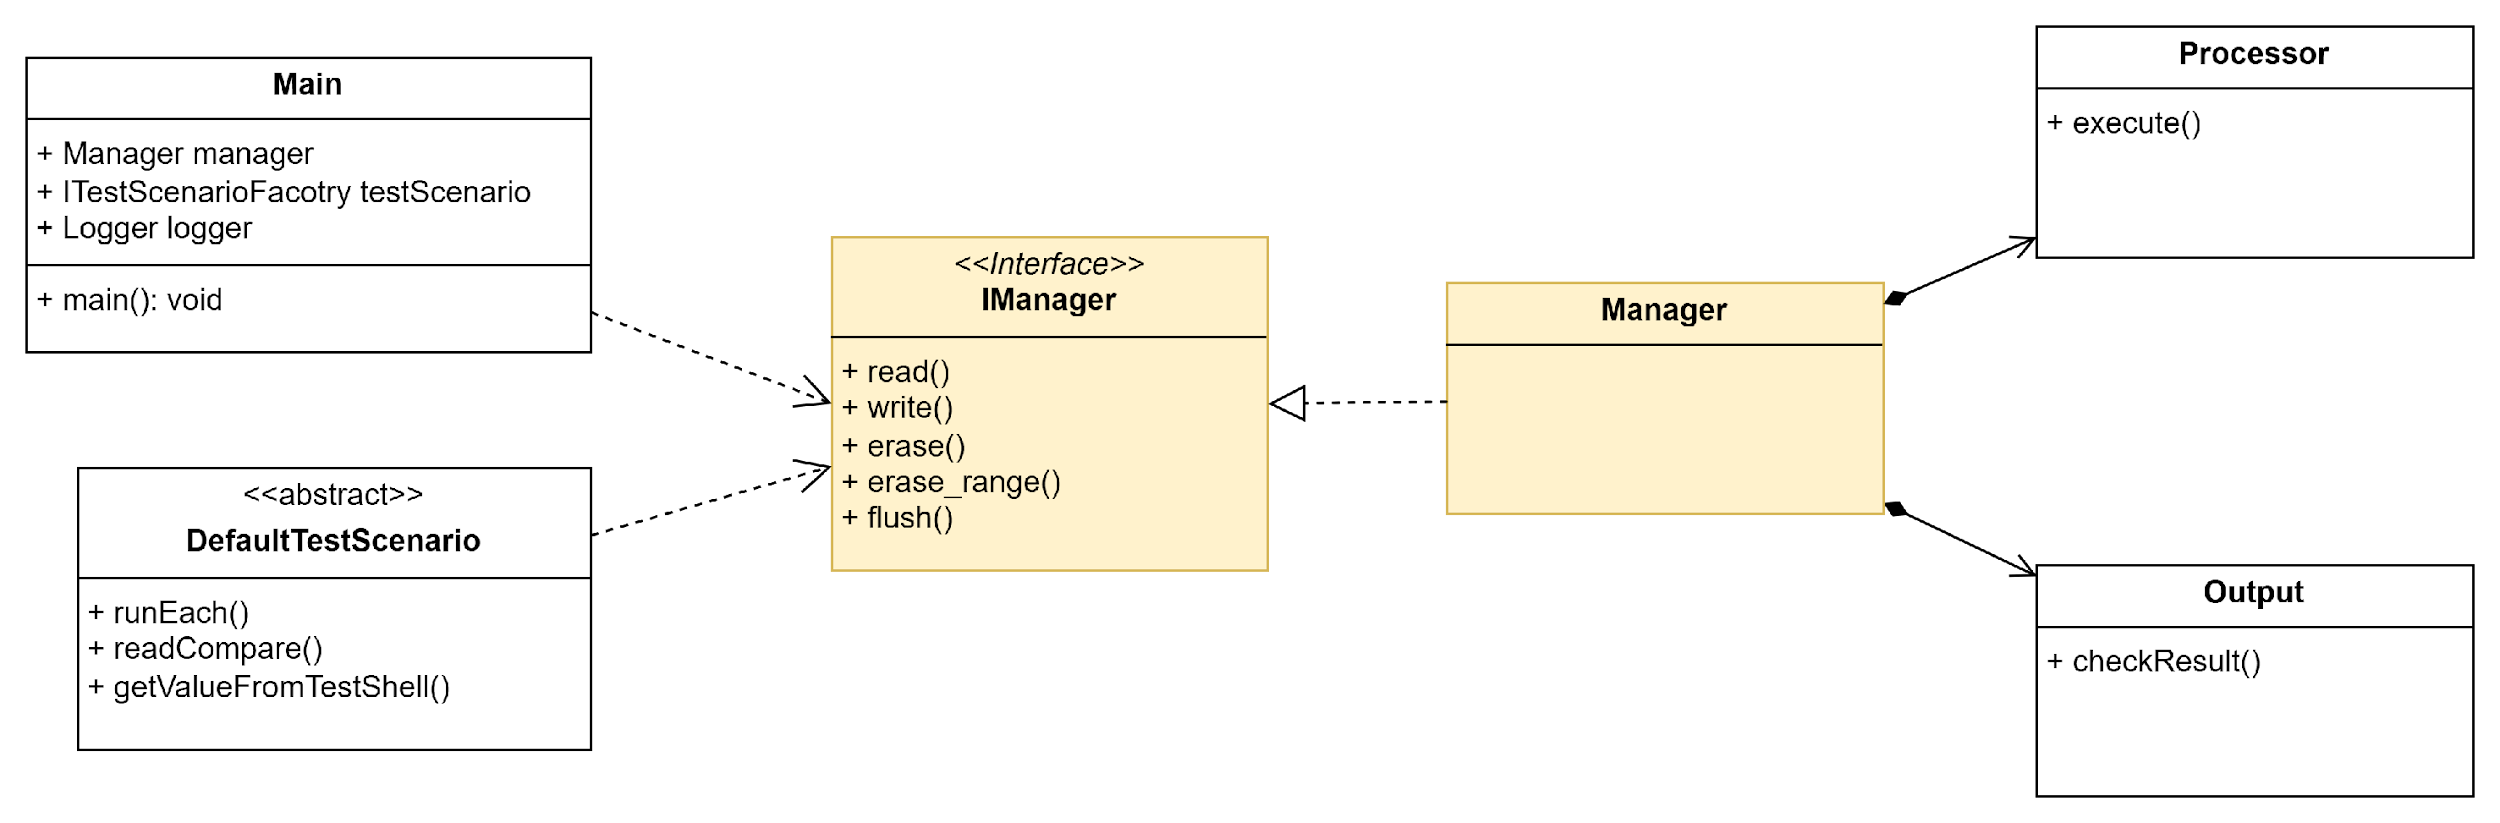 Main
+ Manager manager
+ ITestScenarioFacotry testScenario
+ Logger logger
+ main(): void
<<abstract>>
DefaultTestScenario
+ runEach()
+ readCompare()
+ getValueFromTestShell()
<<Interface>>
IManager
+ read()
+ write()
+ erase()
+ erase_range()
+ flush()
Manager
Processor
+ execute()
Output
+ checkResult()